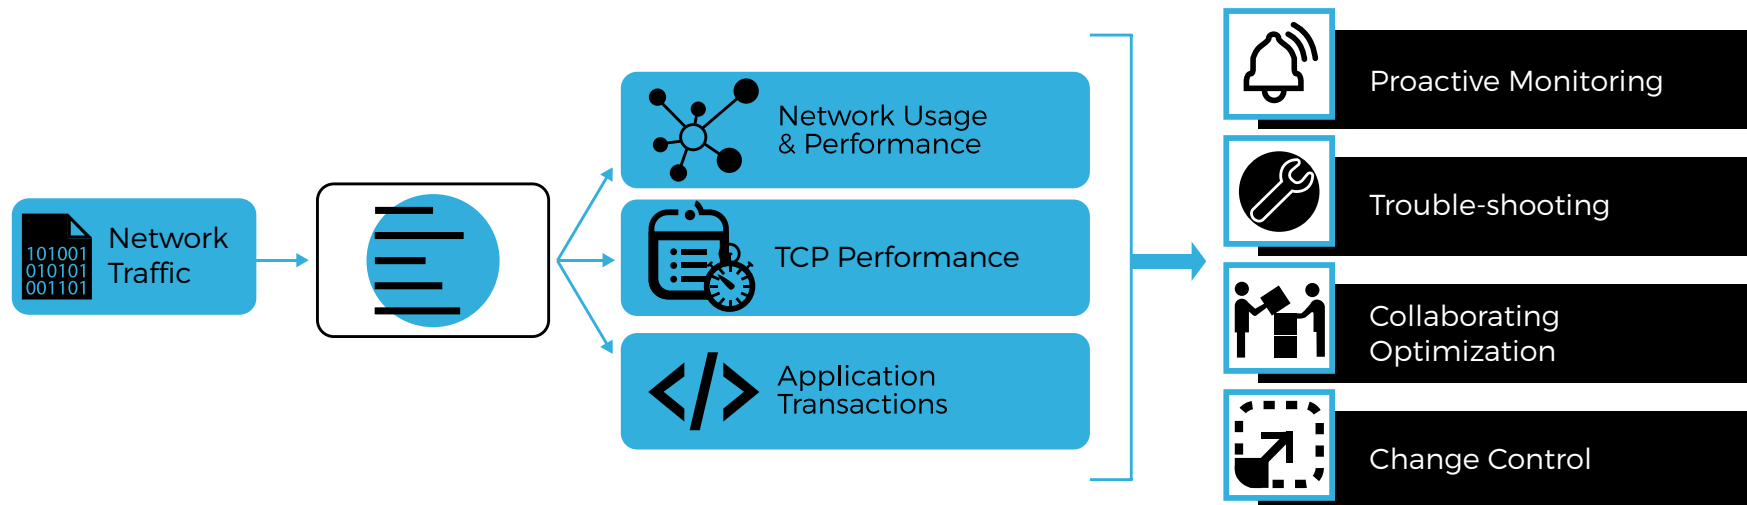 101001
010101
001101
Network
Traffic
Network Usage
& Performance
TCP Performance
Application
Transactions
</>
Proactive Monitoring
Trouble-shooting
Collaborating
Optimization
Change Control